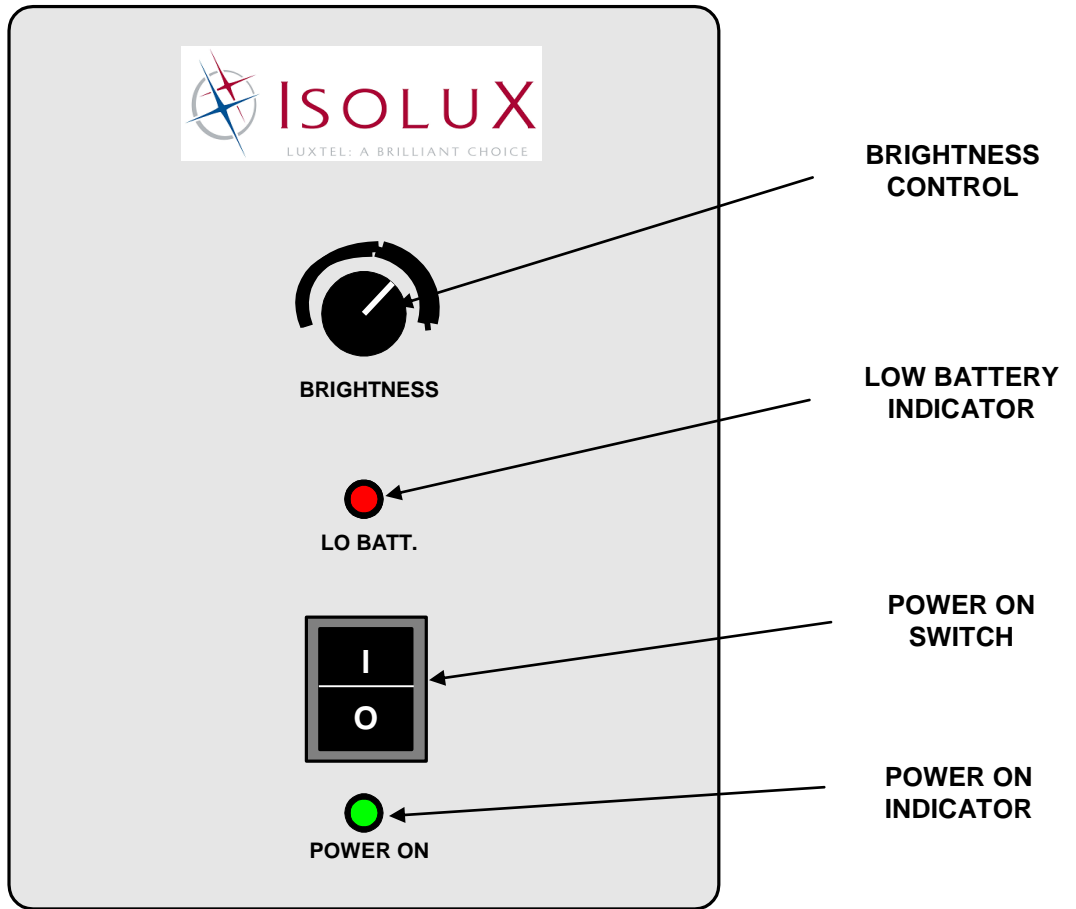 ISOLUX
LUXTEL: A BRILLIANT CHOICE
BRIGHTNESS
CONTROL
BRIGHTNESS
LOW BATTERY
INDICATOR
LO BATT.
POWER ON
SWITCH
I
O
POWER ON
INDICATOR
POWER ON